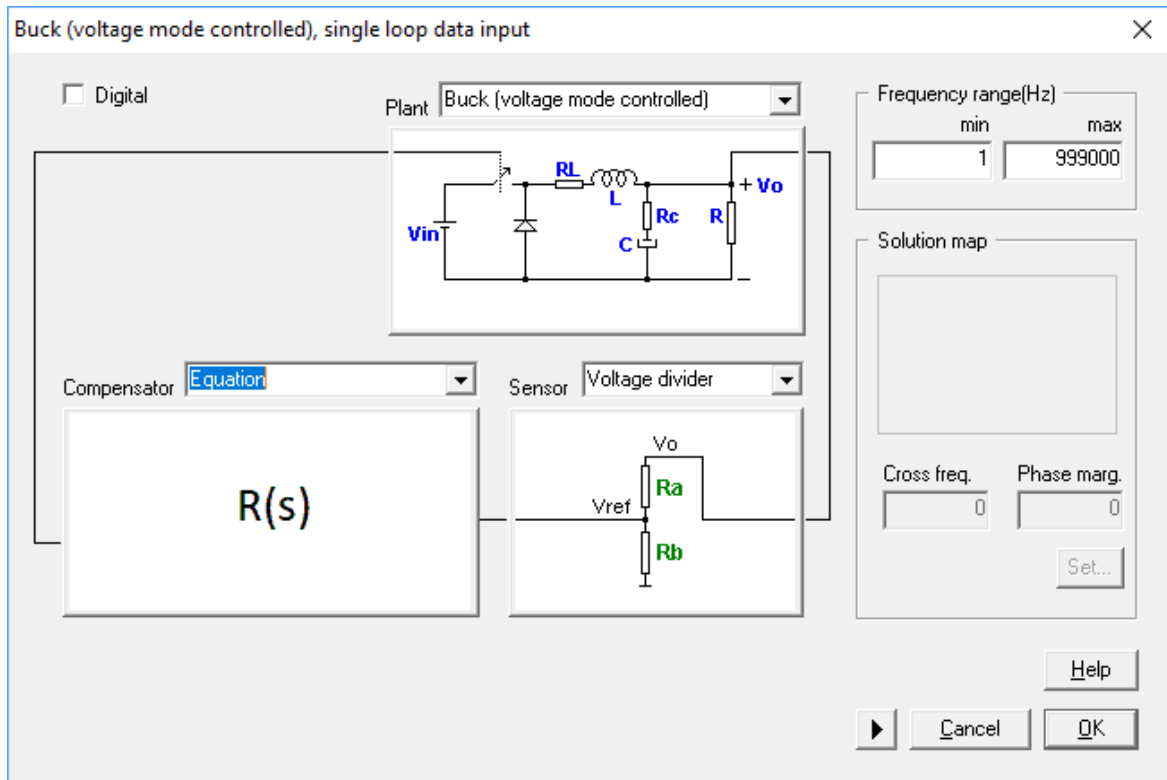 Buck (voltage mode controlled), single loop data input
Digital
Plant Buck (voltage mode controlled)
RL
L
+ Vo
Rc
R
Vin
C
–
Compensator Equation
R(s)
Sensor Voltage divider
Vo
Ra
Vref
Rb
Frequency range(Hz)
min max
1 999000
Solution map
Cross freq. Phase marg.
0 0
Set...
Help
Cancel OK